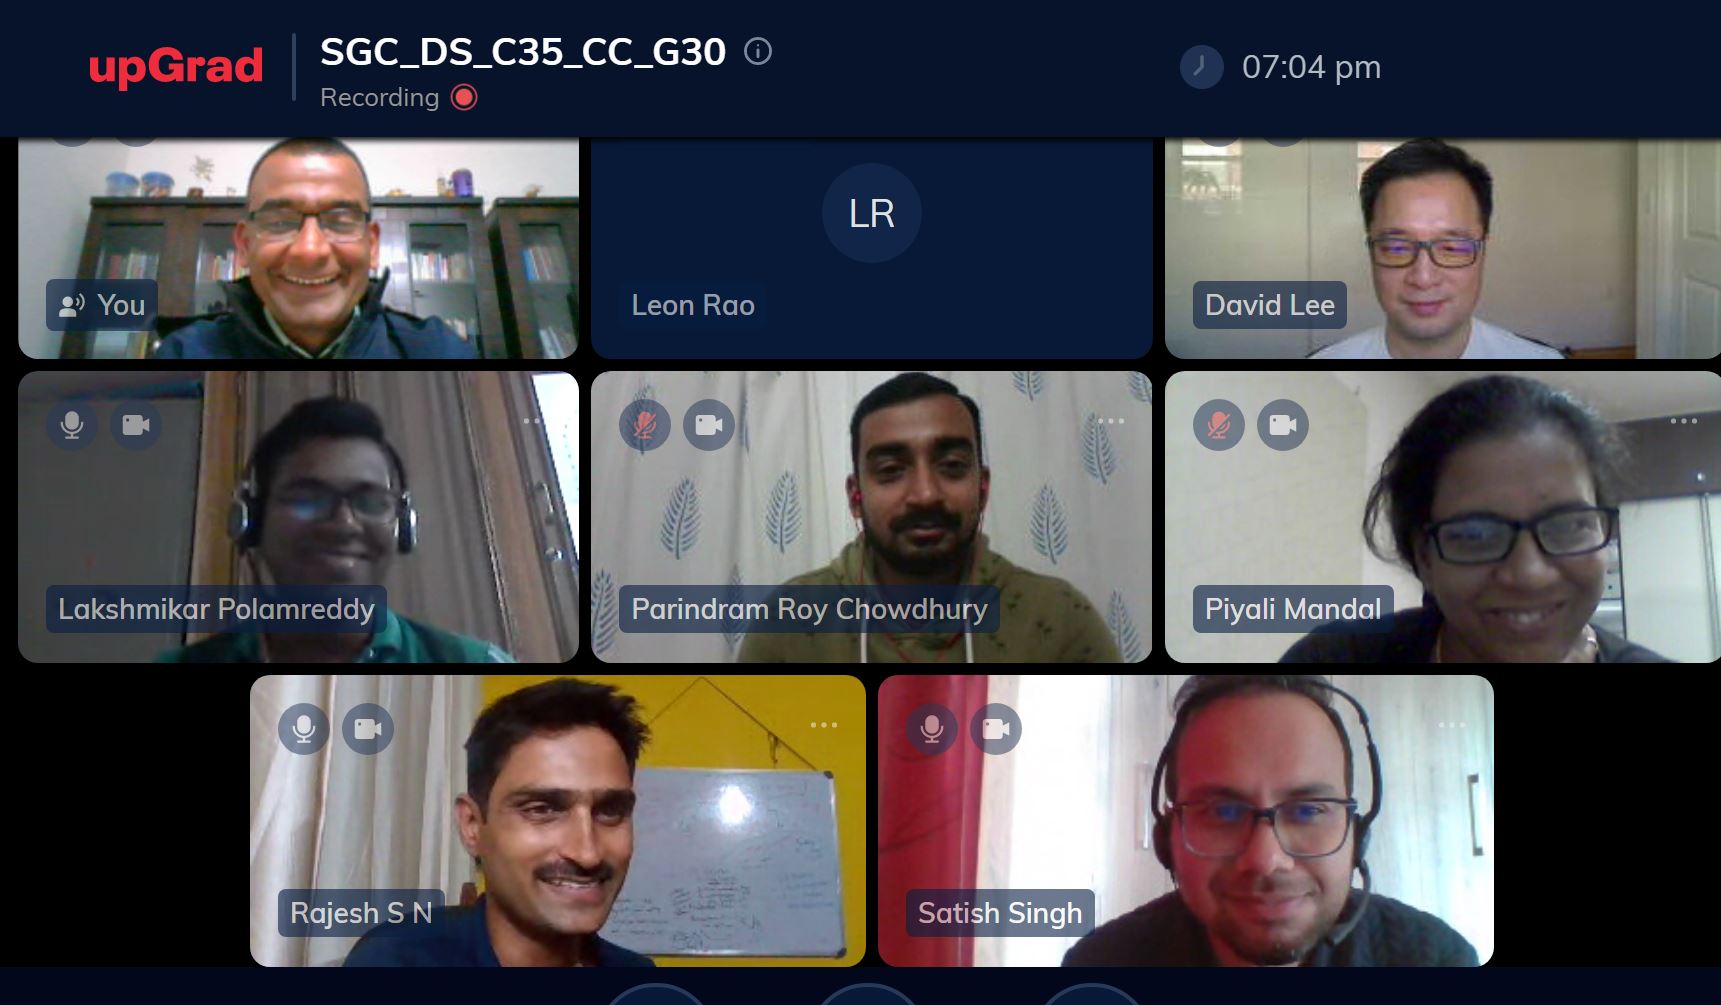 upGrad
SGC_DS_C35_CC_G30
Recording
07:04 pm
You
LR
Leon Rao
David Lee
Lakshmikar Polamreddy
Parindram Roy Chowdhury
Piyali Mandal
Rajesh S N
Satish Singh